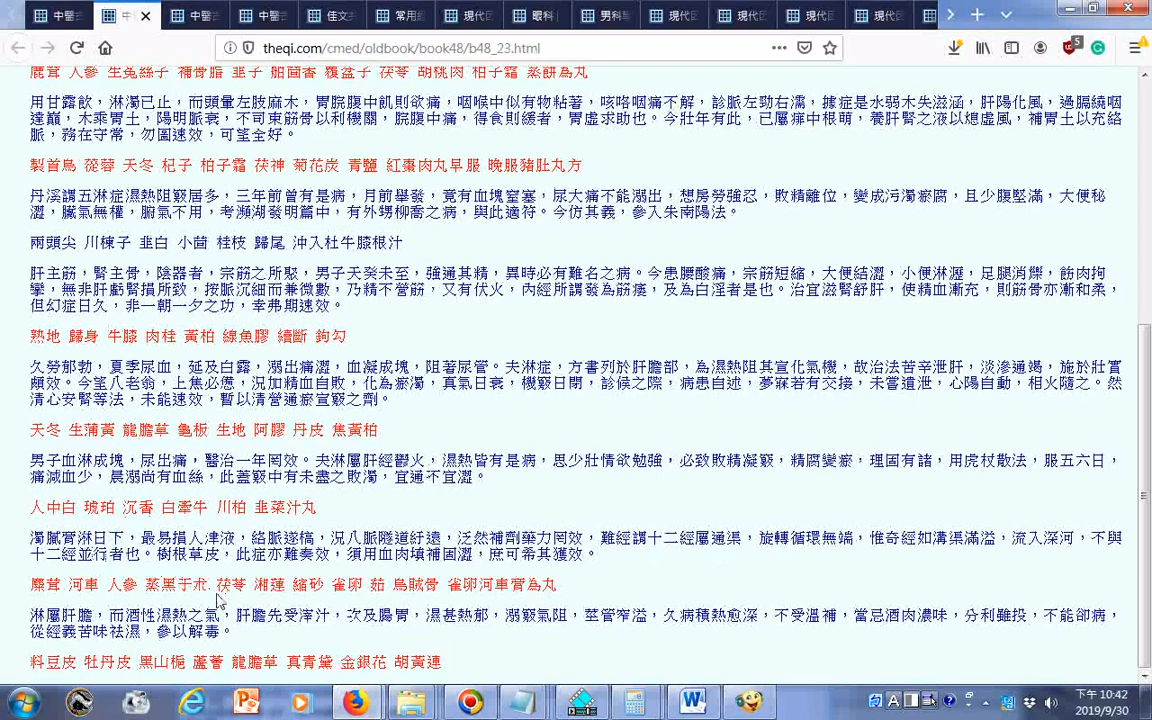 中醫古
中
中醫古
中醫古
佳文
常用
現代
眼科
男科
現代
現代
現代
現代
theqi.com/cmed/oldbook/book48/b48_23.html
鹿茸 人參 生菟絲子 補骨脂 韭子 舶茴香 覆盆子 茯苓 胡桃肉 柏子霜 蒸餅為丸
用甘露飲，淋濁已止，而頭暈左肢麻木，胃脘腹中飢則欲痛，咽喉中似有物粘著，咳咯咽痛不解，診脈左勁右濡，據症是水弱木失滋涵，肝陽化風，過膈繞咽
達巔，木乘胃土，陽明脈衰，不可束筋骨以利機關，脘腹中痛，得食則緩者，胃虛求助也。今壯年有此，已屬痱中根萌，養肝腎之液以熄虛風，補胃土以充絡
脈，務在守常，勿圖速效，可望全好。
製首烏 蓯蓉 天冬 杞子 柏子霜 茯神 菊花炭 青鹽 紅棗肉丸早服 晚服豬肚丸方
丹溪謂五淋症濕熱阻竅居多，三年前曾有是病，月前舉發，竟有血塊窒塞，尿大痛不能溺出，想房勞強忍，敗精離位，變成污濁瘀腐，且少腹堅滿，大便秘
澀，臟氣無權，腑氣不用，考瀕湖發明篇中，有外甥柳喬之病，與此適符。今仿其義，參入朱南陽法。
兩頭尖 川楝子 韭白 小茴 桂枝 歸尾 沖入杜牛膝根汁
肝主筋，腎主骨，陰器者，宗筋之所聚，男子天癸未至，強通其精，異時必有難名之病。今患腰酸痛，宗筋短縮，大便結澀，小便淋瀝，足腿消爍，筋肉拘
攣，無非肝虧腎損所致，按脈沉細而兼微數，乃精不營筋，又有伏火，內經所謂發為筋痿，及為白淫者是也。治宜滋腎舒肝，使精血漸充，則筋骨亦漸和柔，
但幻症日久，非一朝一夕之功，幸弗期速效。
熟地 歸身 牛膝 肉桂 黃柏 線魚膠 續斷 鉤勾
久勞郁勃，夏季尿血，延及白露，溺出痛澀，血凝成塊，阻著尿管。夫淋症，方書列於肝膽部，為濕熱阻其宣化氣機，故治法苦辛泄肝，淡滲通竭，施於壯實
頗效。今望八老翁，上焦必憊，況加精血自敗，化為瘀濁，真氣日衰，機竅日閉，診候之際，病患自述，夢寐若有交接，未嘗遺泄，心陽自動，相火隨之。然
清心安腎等法，未能速效，暫以清營通瘀宣竅之劑。
天冬 生蒲黃 龍膽草 龜板 生地 阿膠 丹皮 焦黃柏
男子血淋成塊，尿出痛，醫治一年罔效。夫淋屬肝經鬱火，濕熱皆有是病，思少壯情欲勉強，必致敗精凝竅，精腐變瘀，理固有諸，用虎杖散法，服五六日，
痛減血少，晨溺尚有血絲，此蓋竅中有未盡之敗濁，宜通不宜澀。
人中白 琥珀 沉香 白牽牛 川柏 韭菜汁丸
濁膩膏淋日下，最易損人津液，絡脈遂槁，況八脈隧道紆遠，泛然補劑藥力罔效，難經謂十二經屬通渠，旋轉循環無端，惟奇經如溝渠滿溢，流入深河，不與
十二經並行者也。樹根草皮，此症亦難奏效，須用血肉填補固澀，庶可希其獲效。
麋茸 河車 人參 蒸黑于朮 茯苓 湘蓮 縮砂 雀卵 茹 烏賊骨 雀卵河車膏為丸
淋屬肝膽，而酒性濕熱之氣，肝膽先受滓汁，次及腸胃，濕甚熱郁，溺竅氣阻，莖管窄溢，久病積熱愈深，不受溫補，當忌酒肉濃味，分利雖投，不能卻病，
從經義苦味祛濕，參以解毒。
料豆皮 牡丹皮 黑山梔 蘆薈 龍膽草 真青黛 金銀花 胡黃連
下午 10:42
2019/9/30